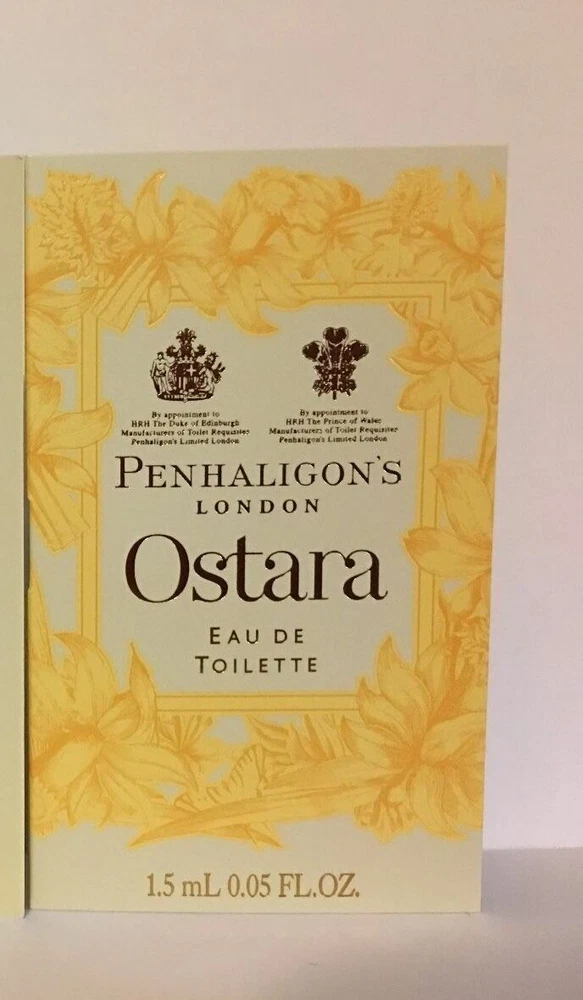 By appointment to
HRH The Duke of Edinburgh
Manufacturers of Toilet Requisites
Penhaligon's Limited London
By appointment to
HRH The Prince of Wales
Manufacturers of Toilet Requisites
Penhaligon's Limited London
PENHALIGON'S
LONDON
Ostara
EAU DE
TOILETTE
1.5 mL 0.05 FL.OZ.